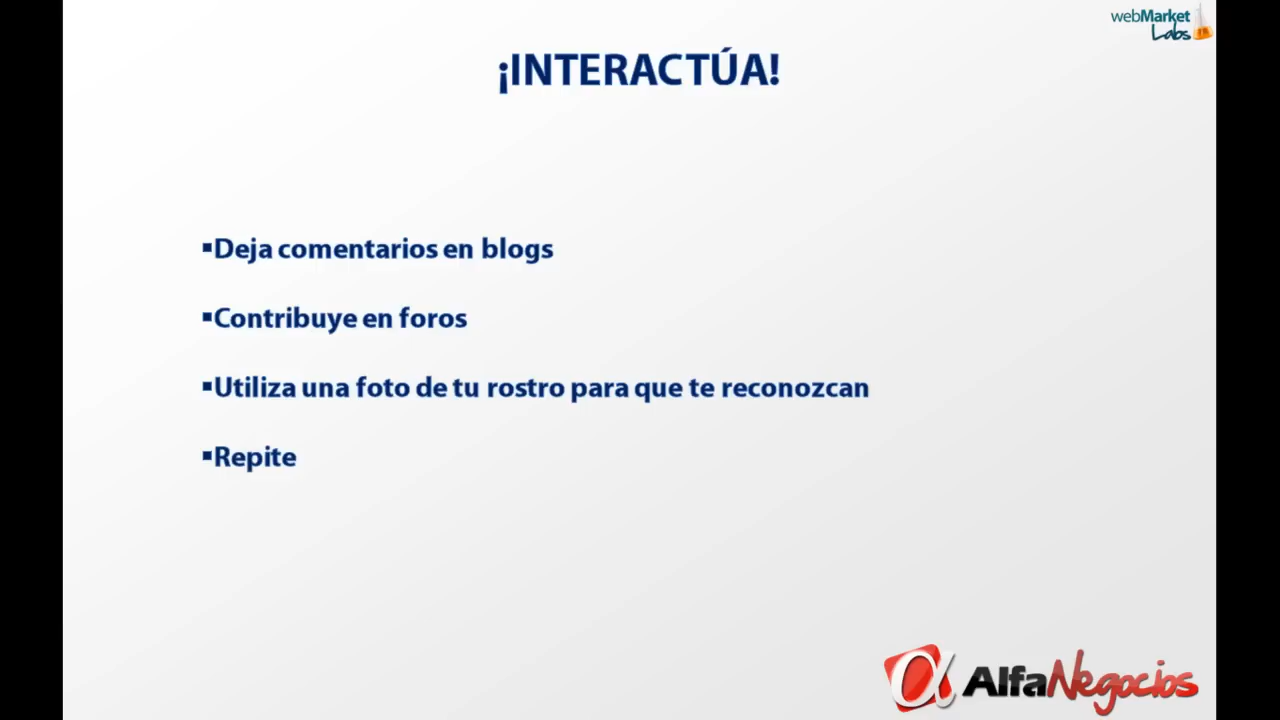 webMarket
Labs
¡INTERACTÚA!
▪Deja comentarios en blogs
▪Contribuye en foros
▪Utiliza una foto de tu rostro para que te reconozcan
▪Repite
α AlfaNegocios